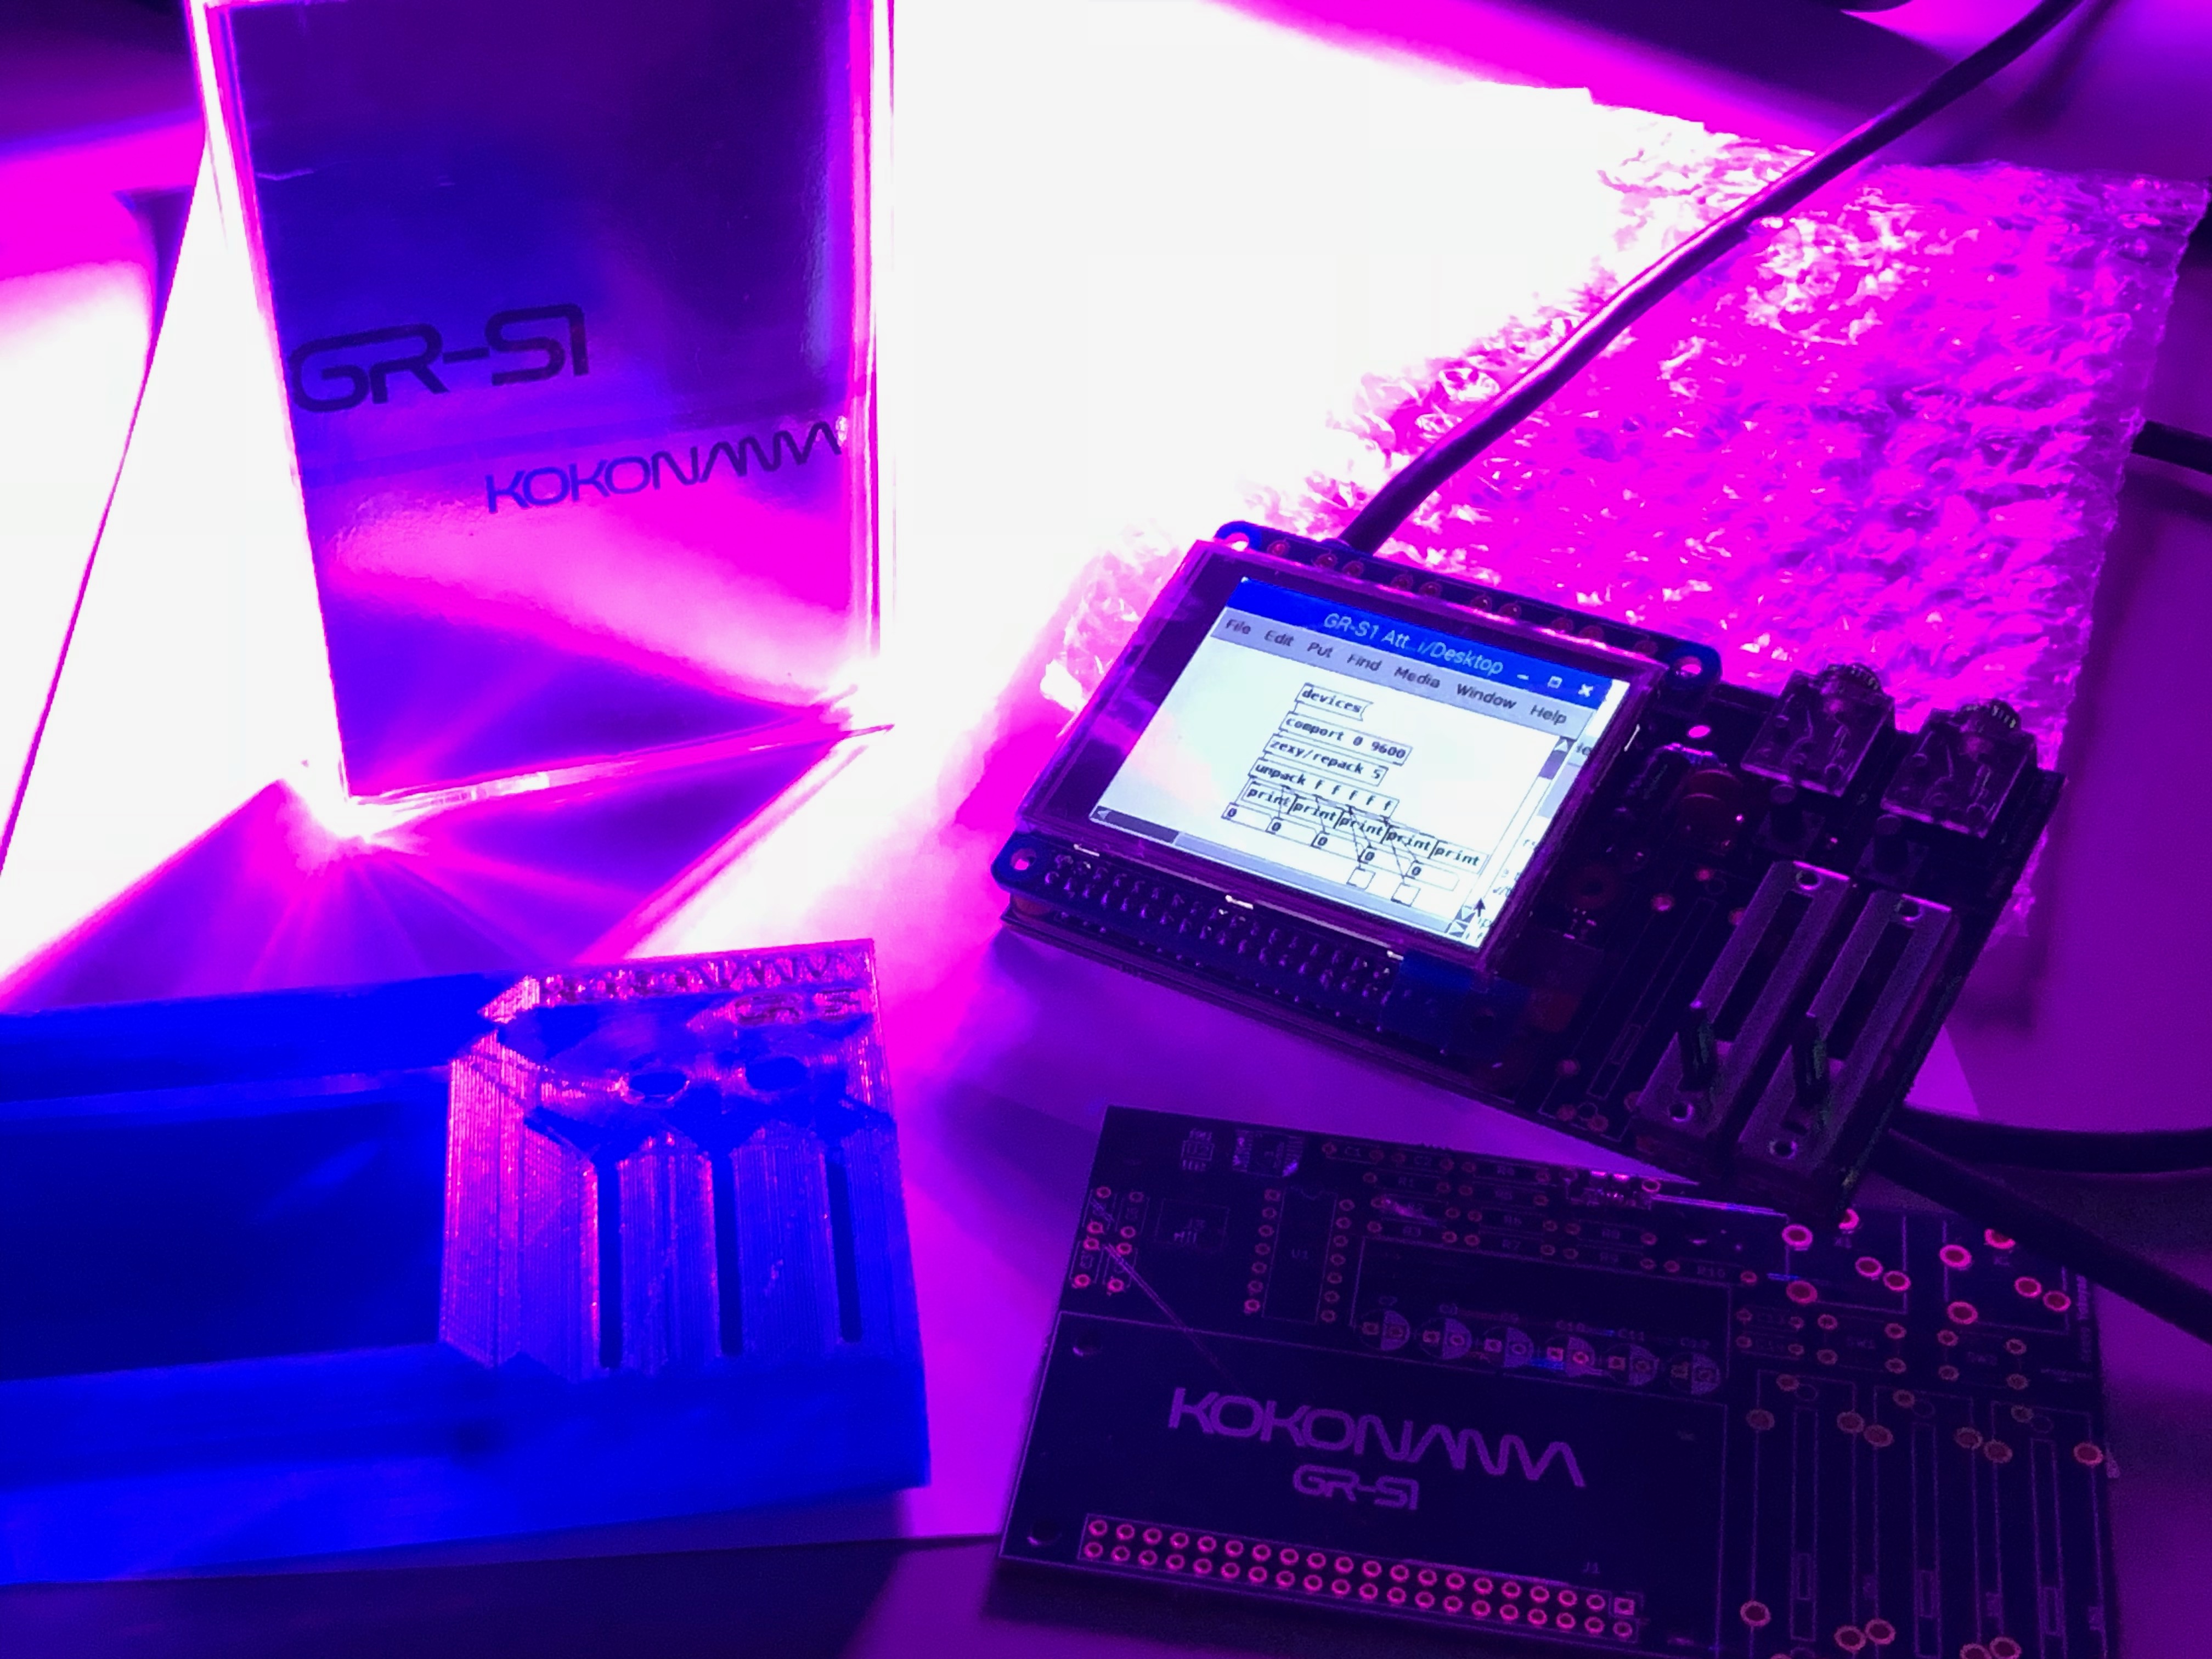 GR-S1
KOKONAMA
GR-S1 Att...i/Desktop
File Edit Put Find Media Window Help
devices
comport 0 9600
zexy/repack 5
unpack f f f f f
print print print print print
0 0 0 0 0
KOKONAMA
GR-S1
J1